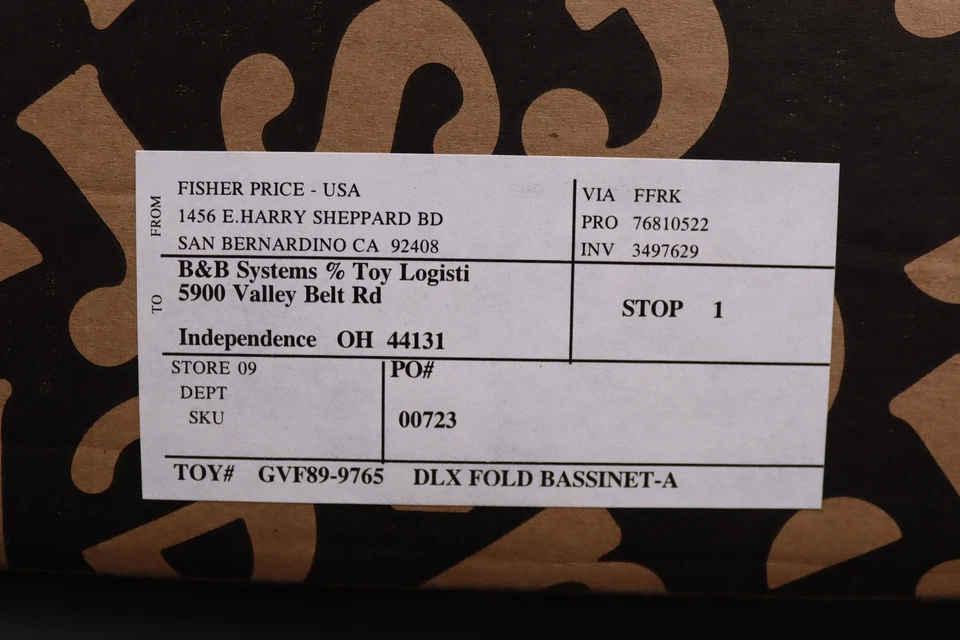 FROM
FISHER PRICE - USA
1456 E.HARRY SHEPPARD BD
SAN BERNARDINO CA 92408
VIA FFRK
PRO 76810522
INV 3497629
TO
B&B Systems % Toy Logisti
5900 Valley Belt Rd
Independence OH 44131
STOP 1
STORE 09
DEPT
SKU
PO#
00723
TOY# GVF89-9765 DLX FOLD BASSINET-A